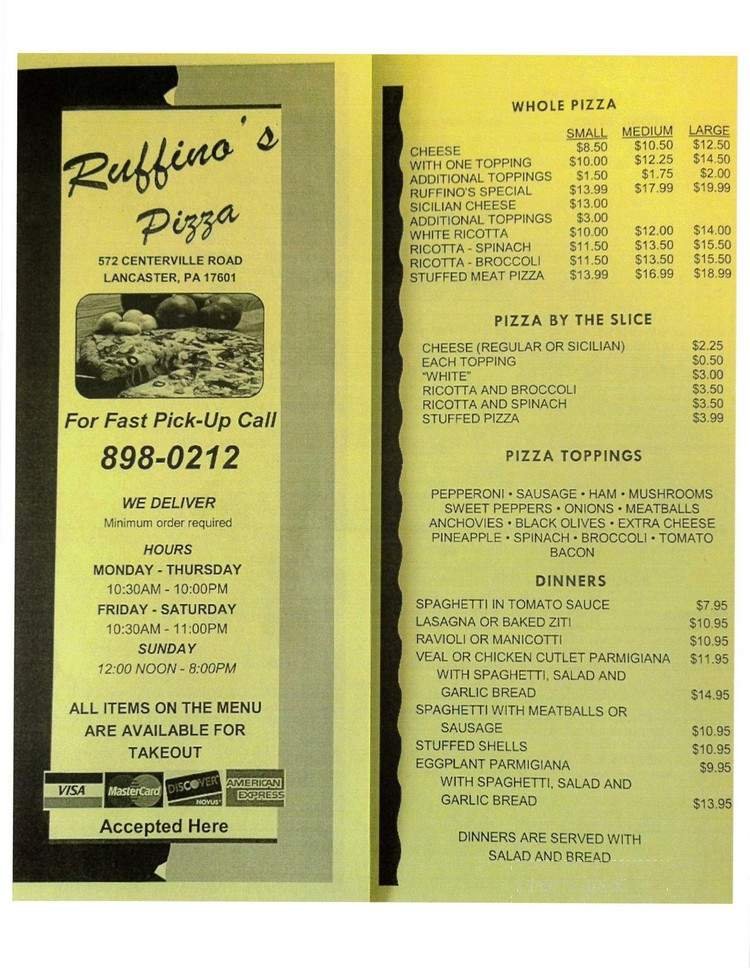 Ruffino's
Pizza
572 CENTERVILLE ROAD
LANCASTER, PA 17601
For Fast Pick-Up Call
898-0212
WE DELIVER
Minimum order required
HOURS
MONDAY - THURSDAY
10:30AM - 10:00PM
FRIDAY - SATURDAY
10:30AM - 11:00PM
SUNDAY
12:00 NOON - 8:00PM
ALL ITEMS ON THE MENU
ARE AVAILABLE FOR
TAKEOUT
VISA MasterCard DISCOVER NOVUS AMERICAN EXPRESS
Accepted Here
WHOLE PIZZA
SMALL MEDIUM LARGE
CHEESE $8.50 $10.50 $12.50
WITH ONE TOPPING $10.00 $12.25 $14.50
ADDITIONAL TOPPINGS $1.50 $1.75 $2.00
RUFFINO'S SPECIAL $13.99 $17.99 $19.99
SICILIAN CHEESE $13.00
ADDITIONAL TOPPINGS $3.00
WHITE RICOTTA $10.00 $12.00 $14.00
RICOTTA - SPINACH $11.50 $13.50 $15.50
RICOTTA - BROCCOLI $11.50 $13.50 $15.50
STUFFED MEAT PIZZA $13.99 $16.99 $18.99
PIZZA BY THE SLICE
CHEESE (REGULAR OR SICILIAN) $2.25
EACH TOPPING $0.50
"WHITE" $3.00
RICOTTA AND BROCCOLI $3.50
RICOTTA AND SPINACH $3.50
STUFFED PIZZA $3.99
PIZZA TOPPINGS
PEPPERONI • SAUSAGE • HAM • MUSHROOMS
SWEET PEPPERS • ONIONS • MEATBALLS
ANCHOVIES • BLACK OLIVES • EXTRA CHEESE
PINEAPPLE • SPINACH • BROCCOLI • TOMATO
BACON
DINNERS
SPAGHETTI IN TOMATO SAUCE $7.95
LASAGNA OR BAKED ZITI $10.95
RAVIOLI OR MANICOTTI $10.95
VEAL OR CHICKEN CUTLET PARMIGIANA $11.95
WITH SPAGHETTI, SALAD AND
GARLIC BREAD $14.95
SPAGHETTI WITH MEATBALLS OR
SAUSAGE $10.95
STUFFED SHELLS $10.95
EGGPLANT PARMIGIANA $9.95
WITH SPAGHETTI, SALAD AND
GARLIC BREAD $13.95
DINNERS ARE SERVED WITH
SALAD AND BREAD